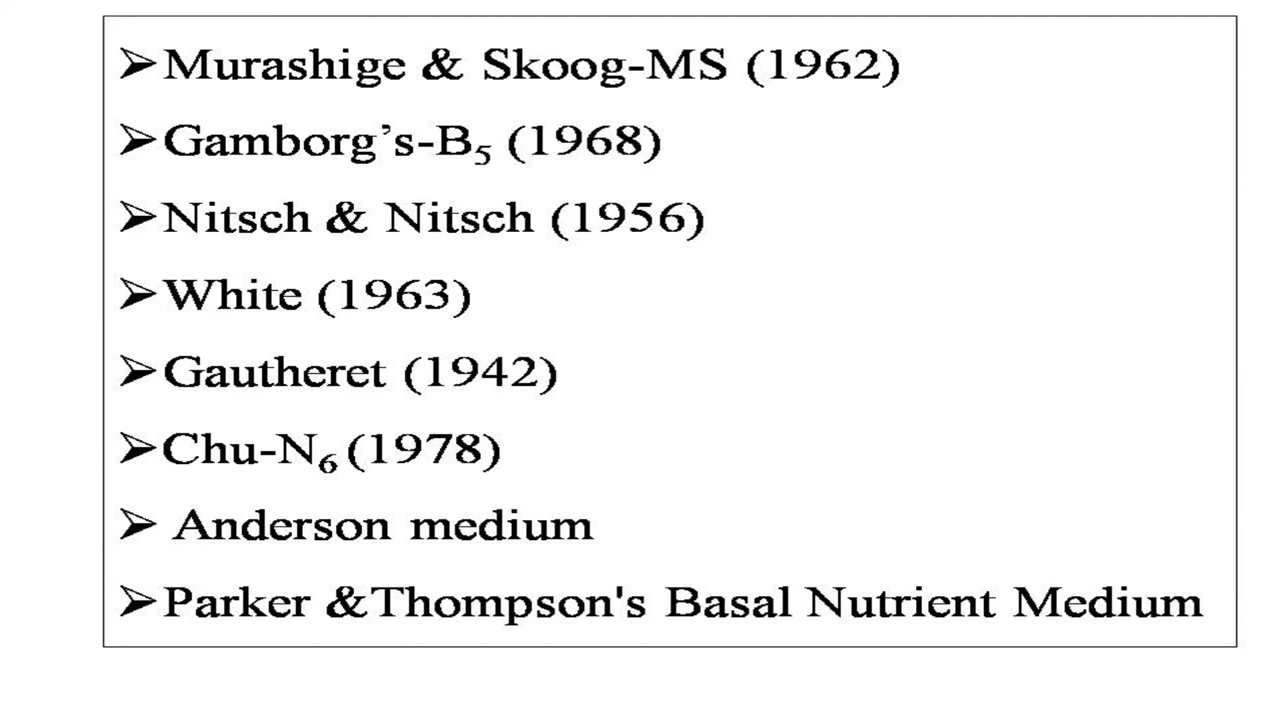 ➢Murashige & Skoog-MS (1962)
➢Gamborg’s-B₅ (1968)
➢Nitsch & Nitsch (1956)
➢White (1963)
➢Gautheret (1942)
➢Chu-N₆ (1978)
➢ Anderson medium
➢Parker &Thompson's Basal Nutrient Medium